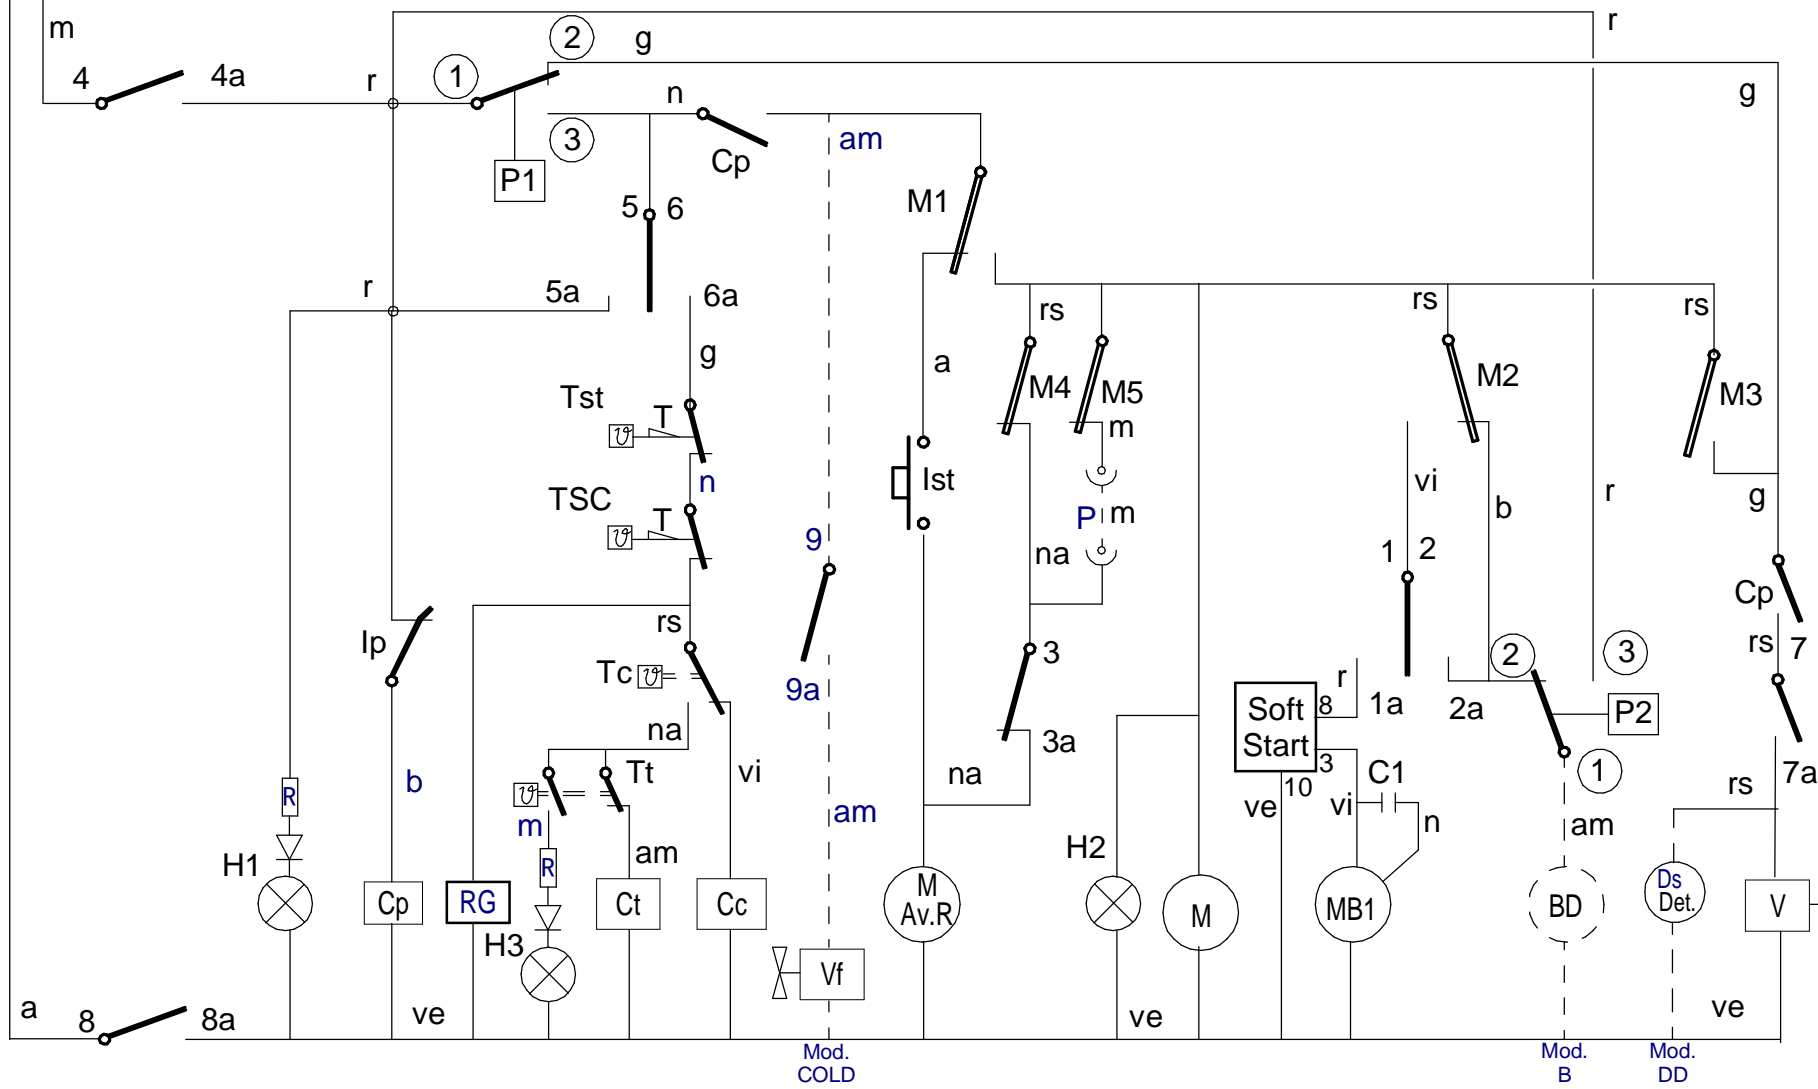 m
r
2
g
4
4a
r
1
n
g
3
am
Cp
P1
M1
5
6
r
5a
6a
rs
rs
rs
g
a
M4
M5
M2
M3
Tst
T
ϑ
m
n
Ist
vi
r
TSC
T
ϑ
b
g
P
m
9
1
2
na
Cp
Ip
rs
3
2
3
rs
7
Tc
ϑ
9a
r
1a
2a
P2
Soft
8
Start
3
na
3a
Tt
vi
na
C1
1
7a
b
R
ϑ
10
rs
m
am
ve
vi
n
am
am
H1
R
H2
Cp
RG
Ct
Cc
M
Av.R
M
MB1
BD
Ds
Det.
V
H3
Vf
a
8
8a
ve
ve
ve
Mod.
COLD
Mod.
B
Mod.
DD